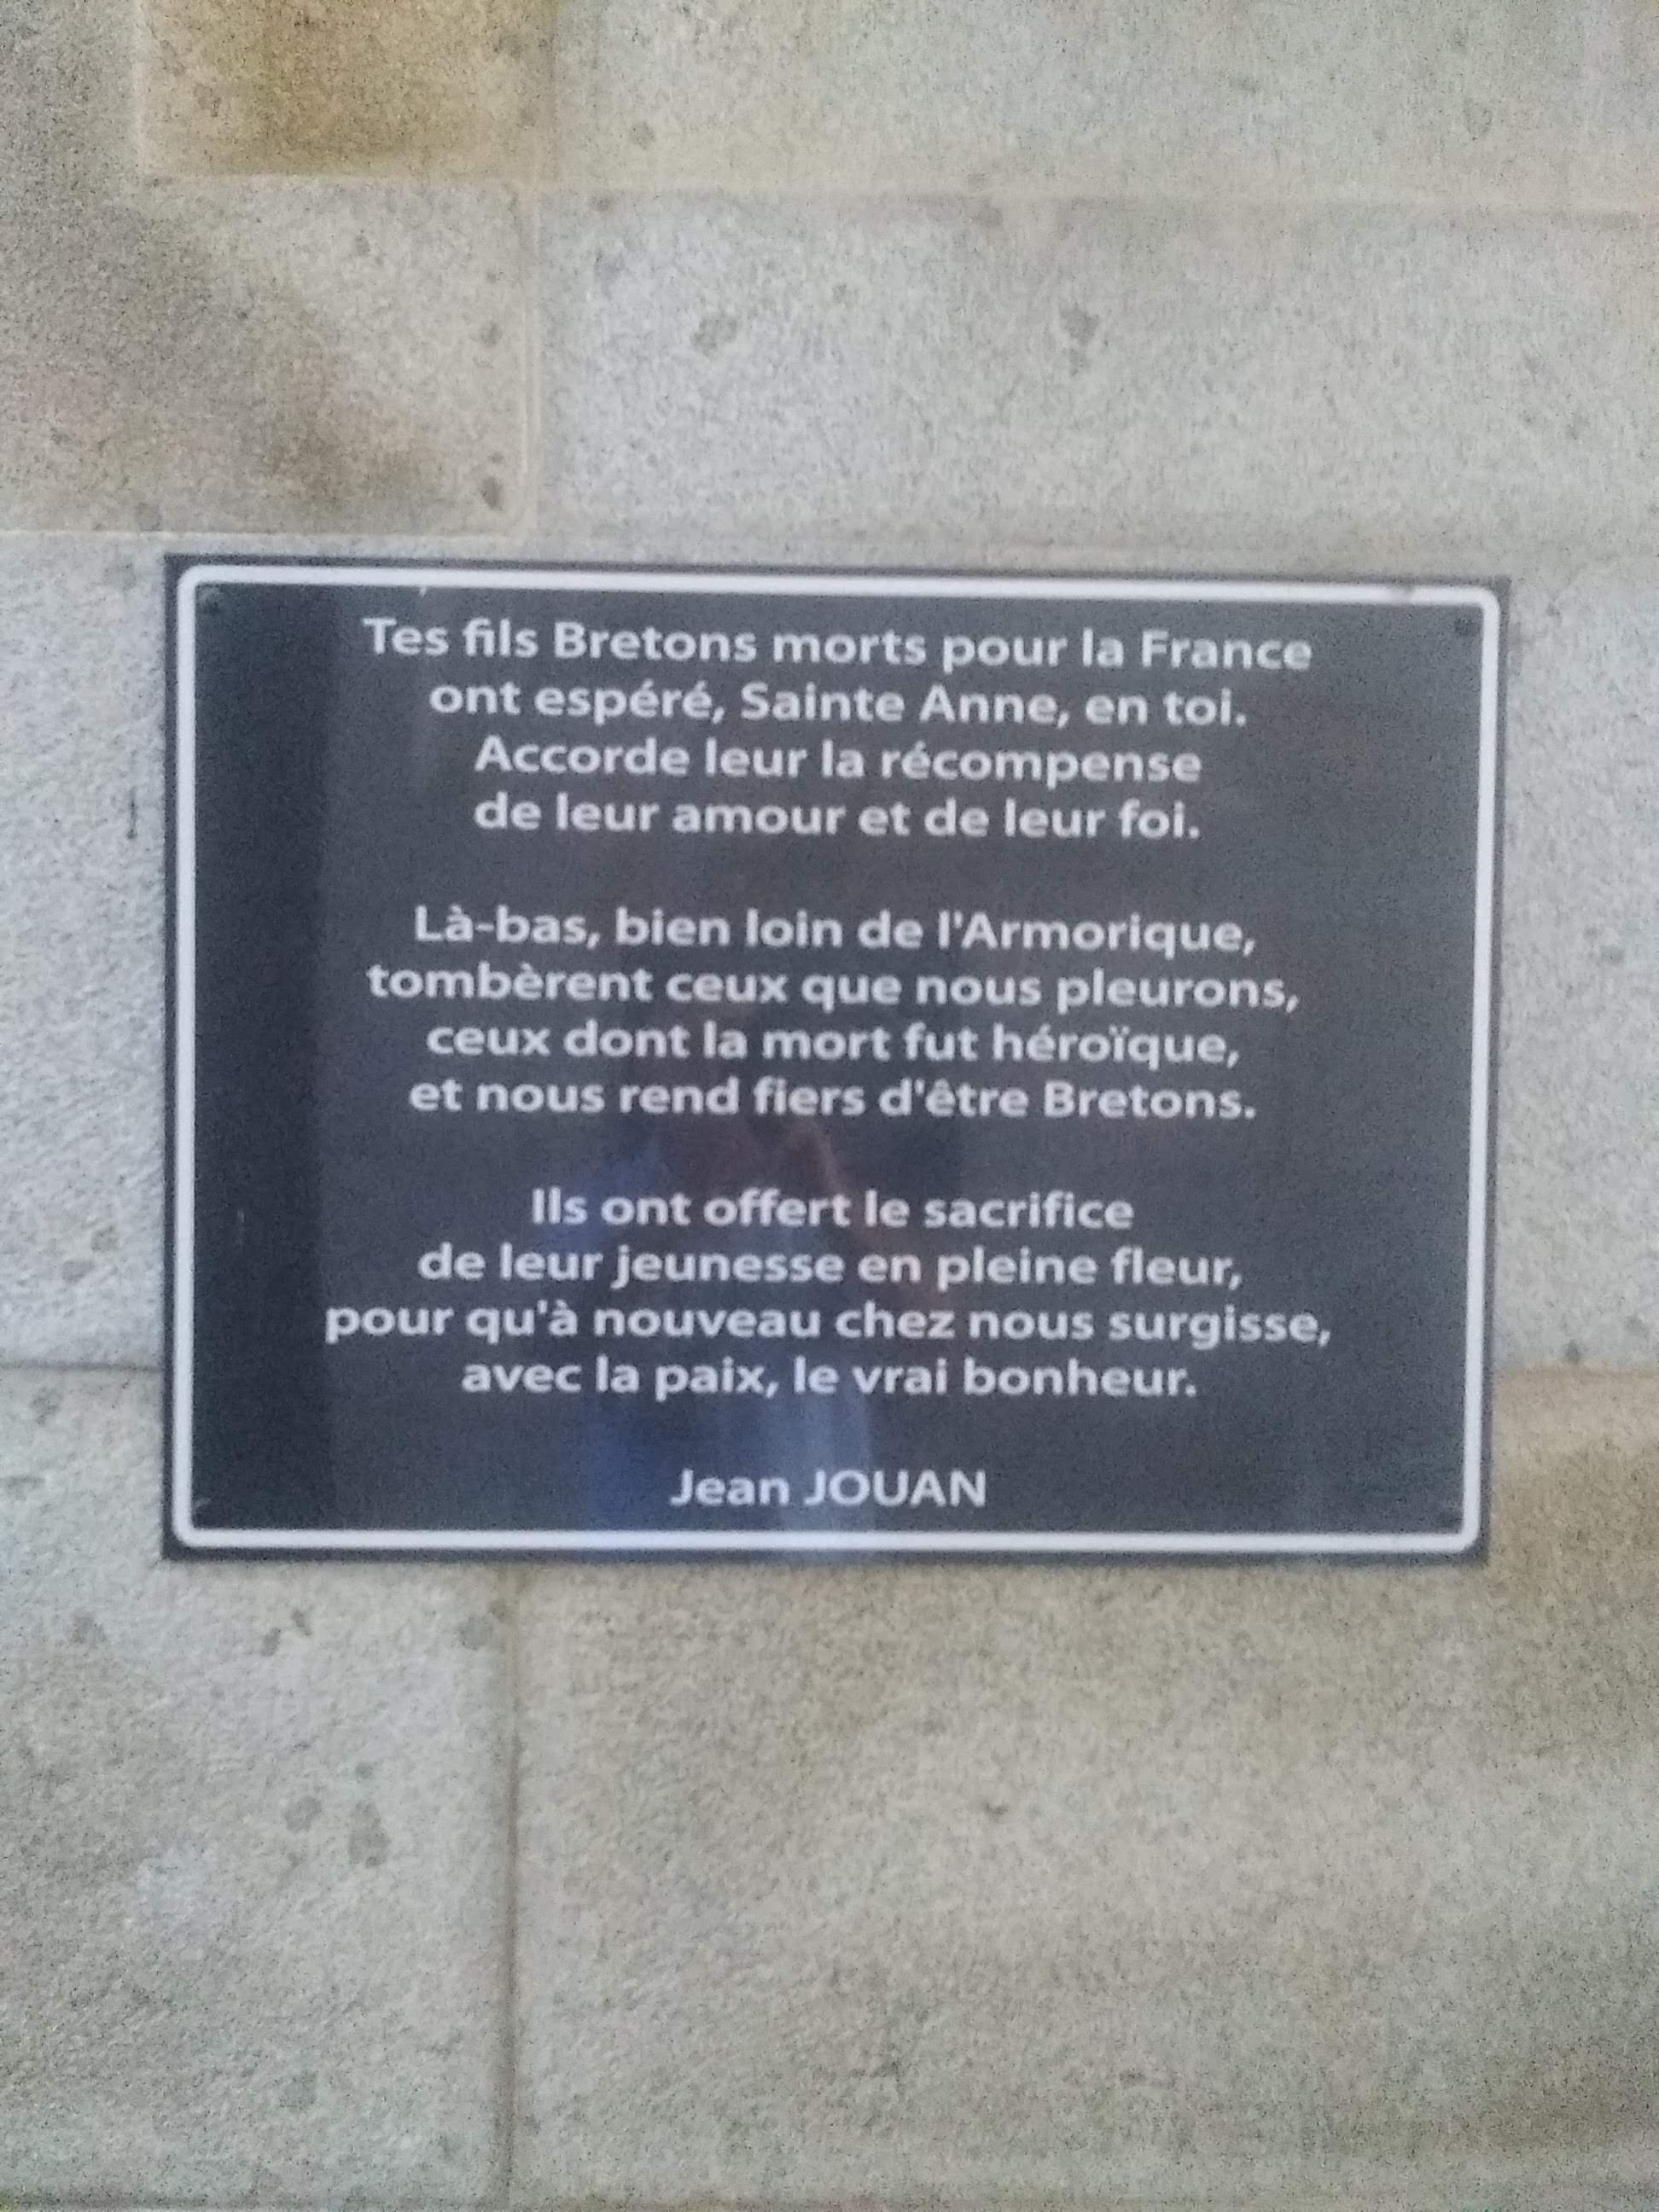 Tes fils Bretons morts pour la France
ont espéré, Sainte Anne, en toi.
Accorde leur la récompense
de leur amour et de leur foi.
Là-bas, bien loin de l'Armorique,
tombèrent ceux que nous pleurons,
ceux dont la mort fut héroïque,
et nous rend fiers d'être Bretons.
Ils ont offert le sacrifice
de leur jeunesse en pleine fleur,
pour qu'à nouveau chez nous surgisse,
avec la paix, le vrai bonheur.
Jean JOUAN